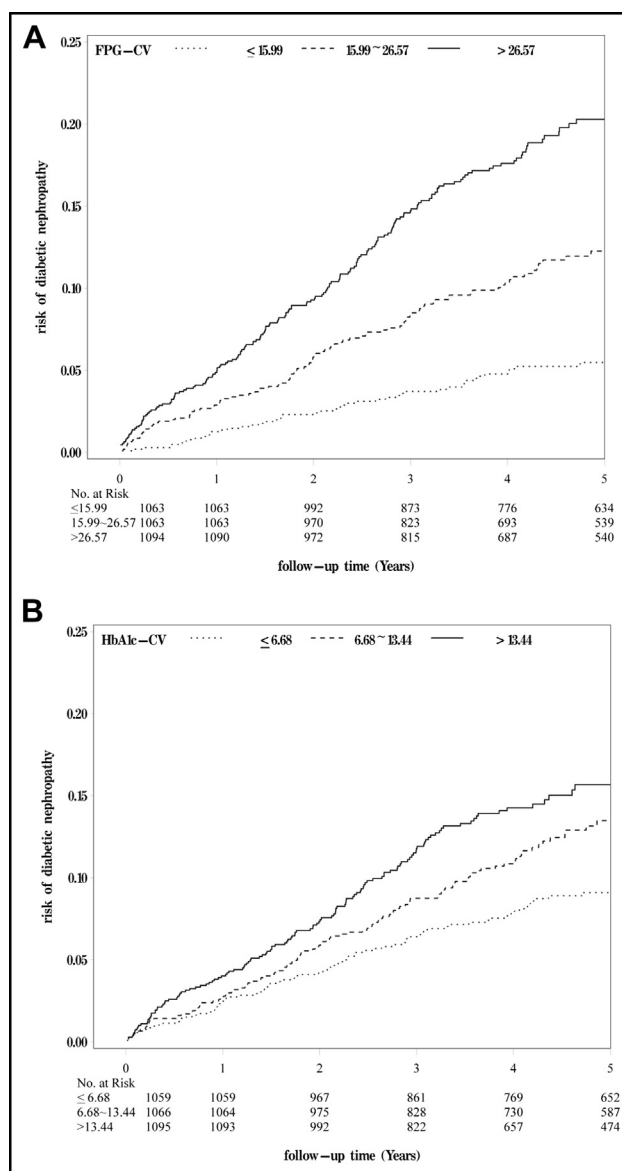 A
FPG-CV ≤ 15.99 15.99~26.57 > 26.57
0.25
0.20
0.15
0.10
0.05
0.00
risk of diabetic nephropathy
0 1 2 3 4 5
No. at Risk
≤15.99 1063 1063 992 873 776 634
15.99~26.57 1063 1063 970 823 693 539
>26.57 1094 1090 972 815 687 540
follow-up time (Years)
B
HbA1c-CV ≤ 6.68 6.68~13.44 > 13.44
0.25
0.20
0.15
0.10
0.05
0.00
risk of diabetic nephropathy
0 1 2 3 4 5
No. at Risk
≤ 6.68 1059 1059 967 861 769 652
6.68~13.44 1066 1064 975 828 730 587
>13.44 1095 1093 992 822 657 474
follow-up time (Years)